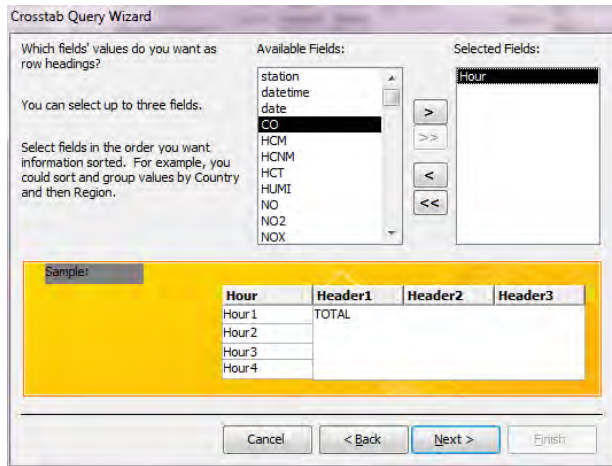 Crosstab Query Wizard
Which fields' values do you want as
row headings?
You can select up to three fields.
Select fields in the order you want
information sorted. For example, you
could sort and group values by Country
and then Region.
Available Fields:
station
datetime
date
CO
HCM
HCNM
HCT
HUMI
NO
NO2
NOX
>
>>
<
<<
Selected Fields:
Hour
Sample:
Hour Header1 Header2 Header3
Hour1 TOTAL
Hour2
Hour3
Hour4
Cancel < Back Next > Finish